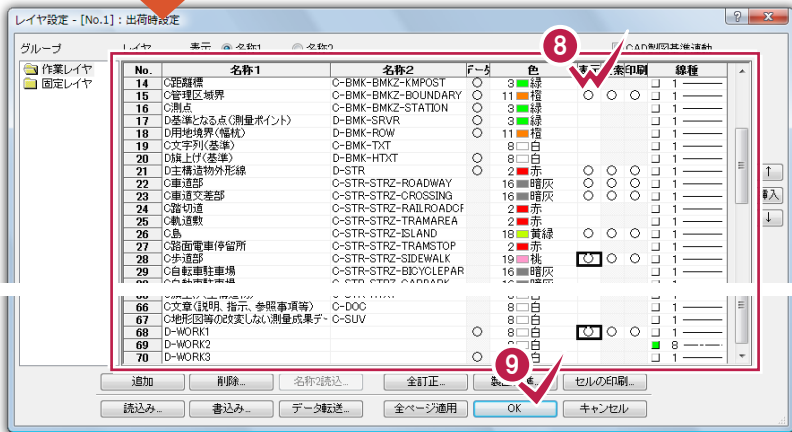 レイヤ設定 - [No.1] : 出荷時設定
グループ
レイヤ 表示 名称1 名称2
CAD製図基準連動
作業レイヤ
固定レイヤ
8
No. 名称1 名称2 データ 色 表示 検索 印刷 線種
14 C距離標 C-BMK-BMKZ-KMPOST ○ 3 緑 □ 1
15 C管理区域界 C-BMK-BMKZ-BOUNDARY ○ 11 橙 ○ ○ ○ □ 1
16 C測点 C-BMK-BMKZ-STATION ○ 3 緑 □ 1
17 D基準となる点(測量ポイント) D-BMK-SRVR ○ 3 緑 □ 1
18 D用地境界(幅杭) D-BMK-ROW ○ 11 橙 □ 1
19 C文字列(基準) C-BMK-TXT 8 白 □ 1
20 D旗上げ(基準) D-BMK-HTXT ○ 8 白 □ 1
21 D主構造物外形線 D-STR ○ 2 赤 ○ ○ ○ □ 1
22 C車道部 C-STR-STRZ-ROADWAY 16 暗灰 ○ ○ ○ □ 1
23 C車道交差部 C-STR-STRZ-CROSSING 16 暗灰 ○ ○ ○ □ 1
24 C踏切道 C-STR-STRZ-RAILROADCF 2 赤 □ 1
25 C軌道敷 C-STR-STRZ-TRAMAREA 2 赤 □ 1
26 C島 C-STR-STRZ-ISLAND 18 黄緑 ○ ○ ○ □ 1
27 C路面電車停留所 C-STR-STRZ-TRAMSTOP 2 赤 □ 1
28 C歩道部 C-STR-STRZ-SIDEWALK 19 桃 ○ ○ ○ □ 1
29 C自転車駐車場 C-STR-STRZ-BICYCLEPAR 16 暗灰 □ 1
66 C文章(説明、指示、参照事項等) C-DOC 8 白 □ 1
67 C地形図等の改変しない測量成果デー C-SUV 8 白 □ 1
68 D-WORK1 ○ 8 白 ○ ○ ○ □ 1
69 D-WORK2 白 8
70 D-WORK3 ○ 白 □ 1
↑
挿入
↓
9
追加 削除... 名称2読込... 全訂正... セルの印刷...
読込み... 書込み... データ転送... 全ページ適用 OK キャンセル